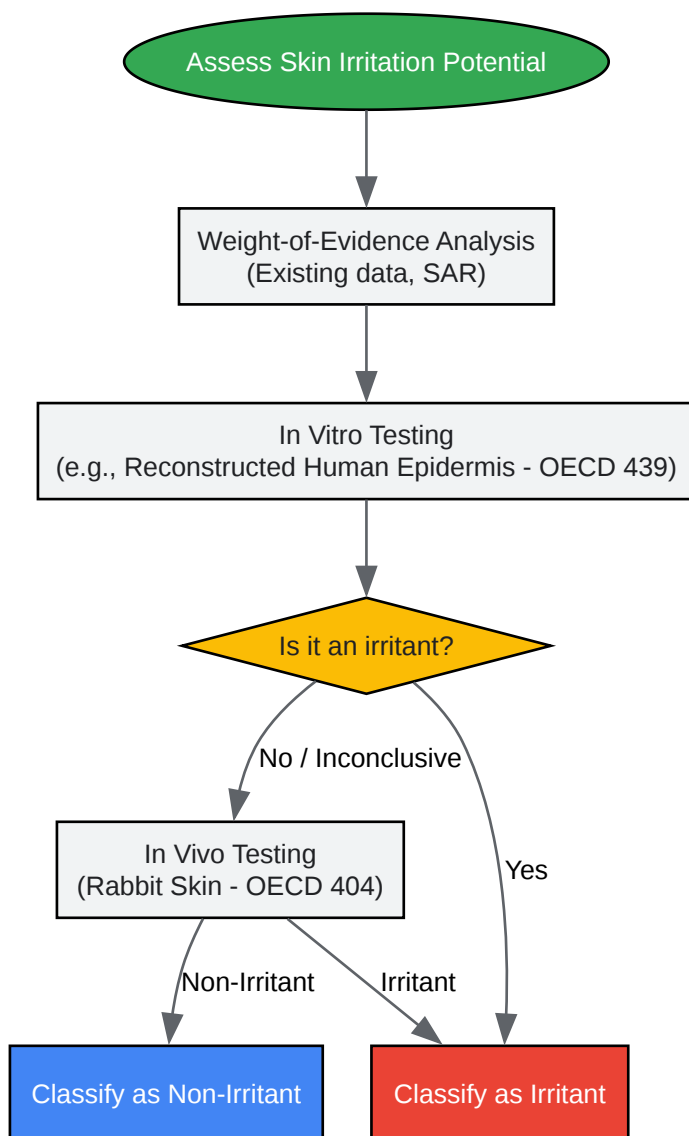 Assess Skin Irritation Potential
Weight-of-Evidence Analysis
(Existing data, SAR)
In Vitro Testing
(e.g., Reconstructed Human Epidermis - OECD 439)
Is it an irritant?
No / Inconclusive
In Vivo Testing
(Rabbit Skin - OECD 404)
Yes
Non-Irritant
Irritant
Classify as Non-Irritant
Classify as Irritant